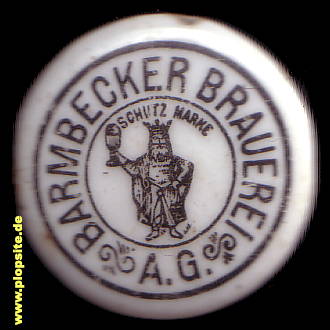 BARMBECKER BRAUEREI
A.G.
SCHUTZ MARKE
www.plopsite.de